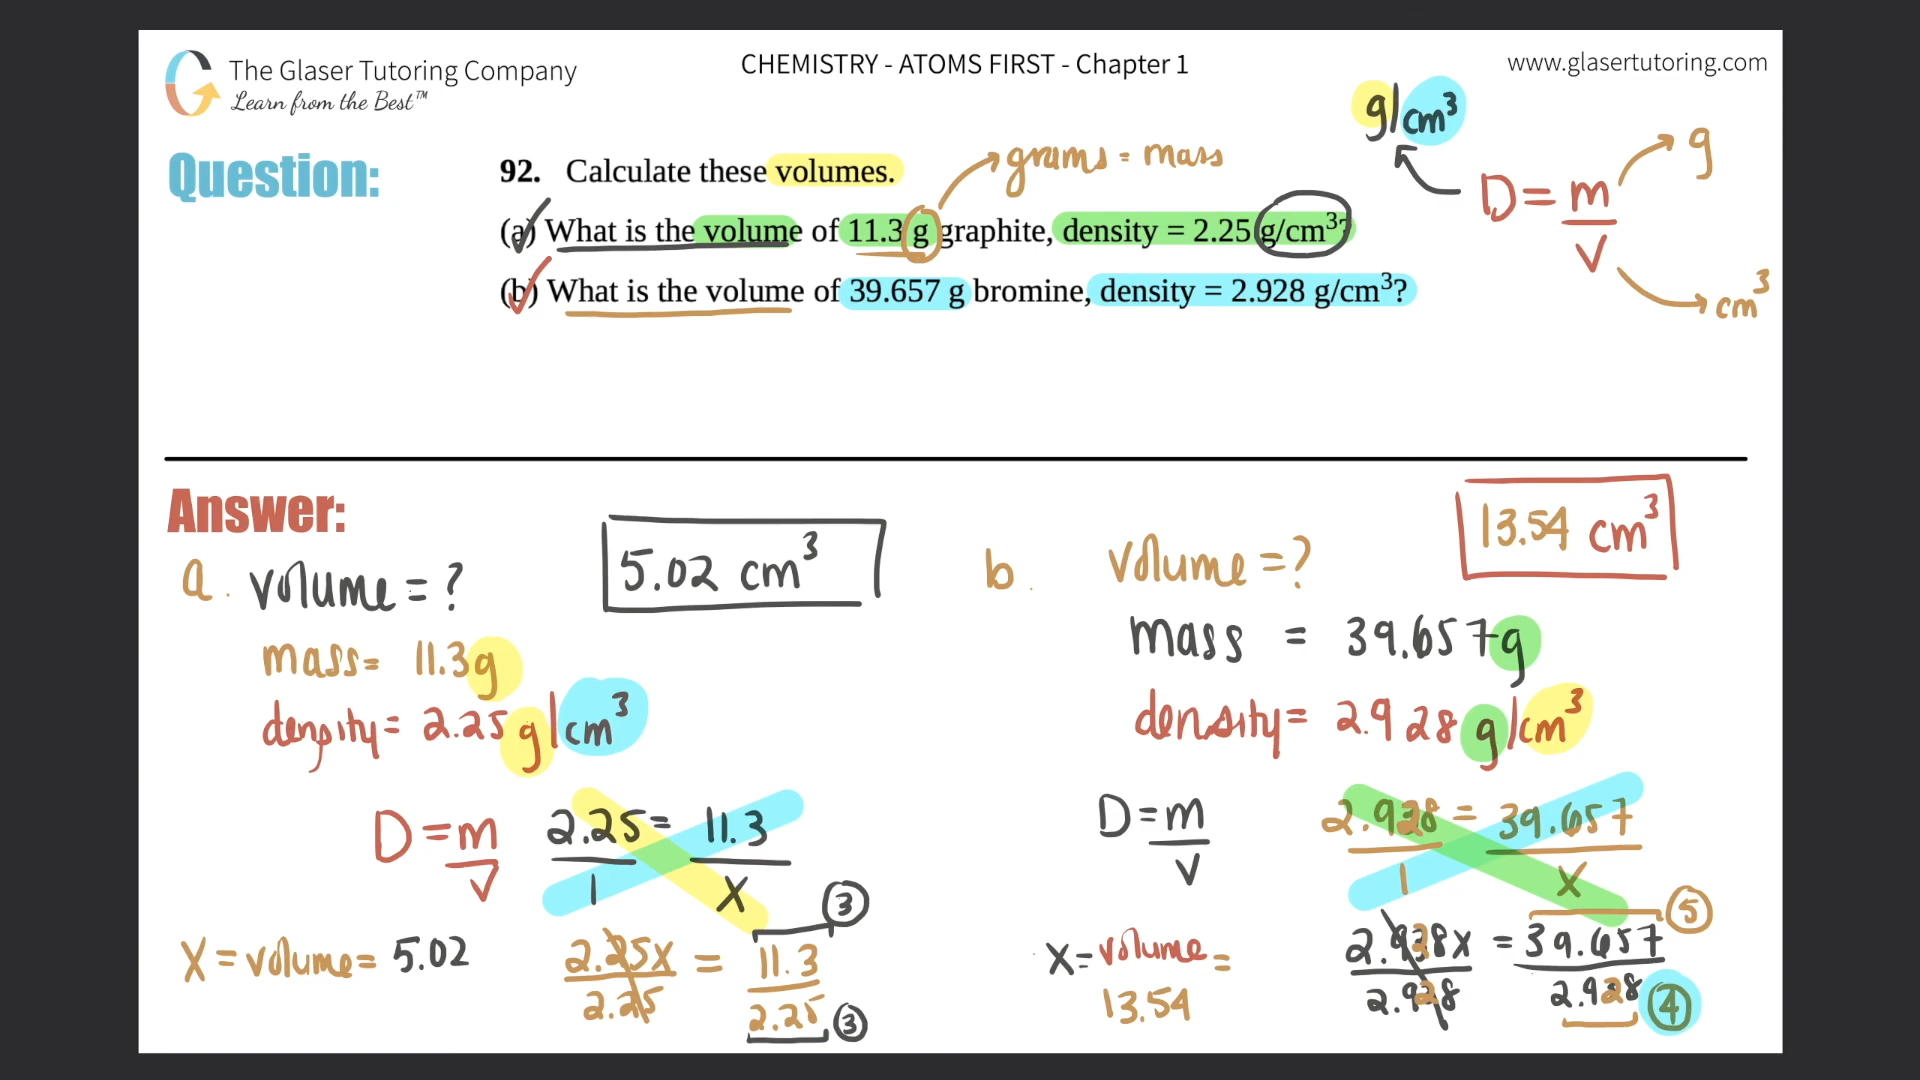 The Glaser Tutoring Company
Learn from the Best™
CHEMISTRY - ATOMS FIRST - Chapter 1
www.glasertutoring.com
g/cm³
Question:
92. Calculate these volumes.
grams = mass
(a) What is the volume of 11.3 g graphite, density = 2.25 g/cm³?
(b) What is the volume of 39.657 g bromine, density = 2.928 g/cm³?
D = m
V
g
cm³
Answer:
a. volume = ?
5.02 cm³
mass = 11.3g
density = 2.25 g/cm³
D = m
V
2.25 = 11.3
1 X
③
X = volume = 5.02
2.25X = 11.3
2.25 2.25 ③
b. volume = ?
13.54 cm³
mass = 39.657g
density = 2.928 g/cm³
D = m
V
2.928 = 39.657
1 X
⑤
X = volume =
13.54
2.928X = 39.657
2.928 2.928 ④